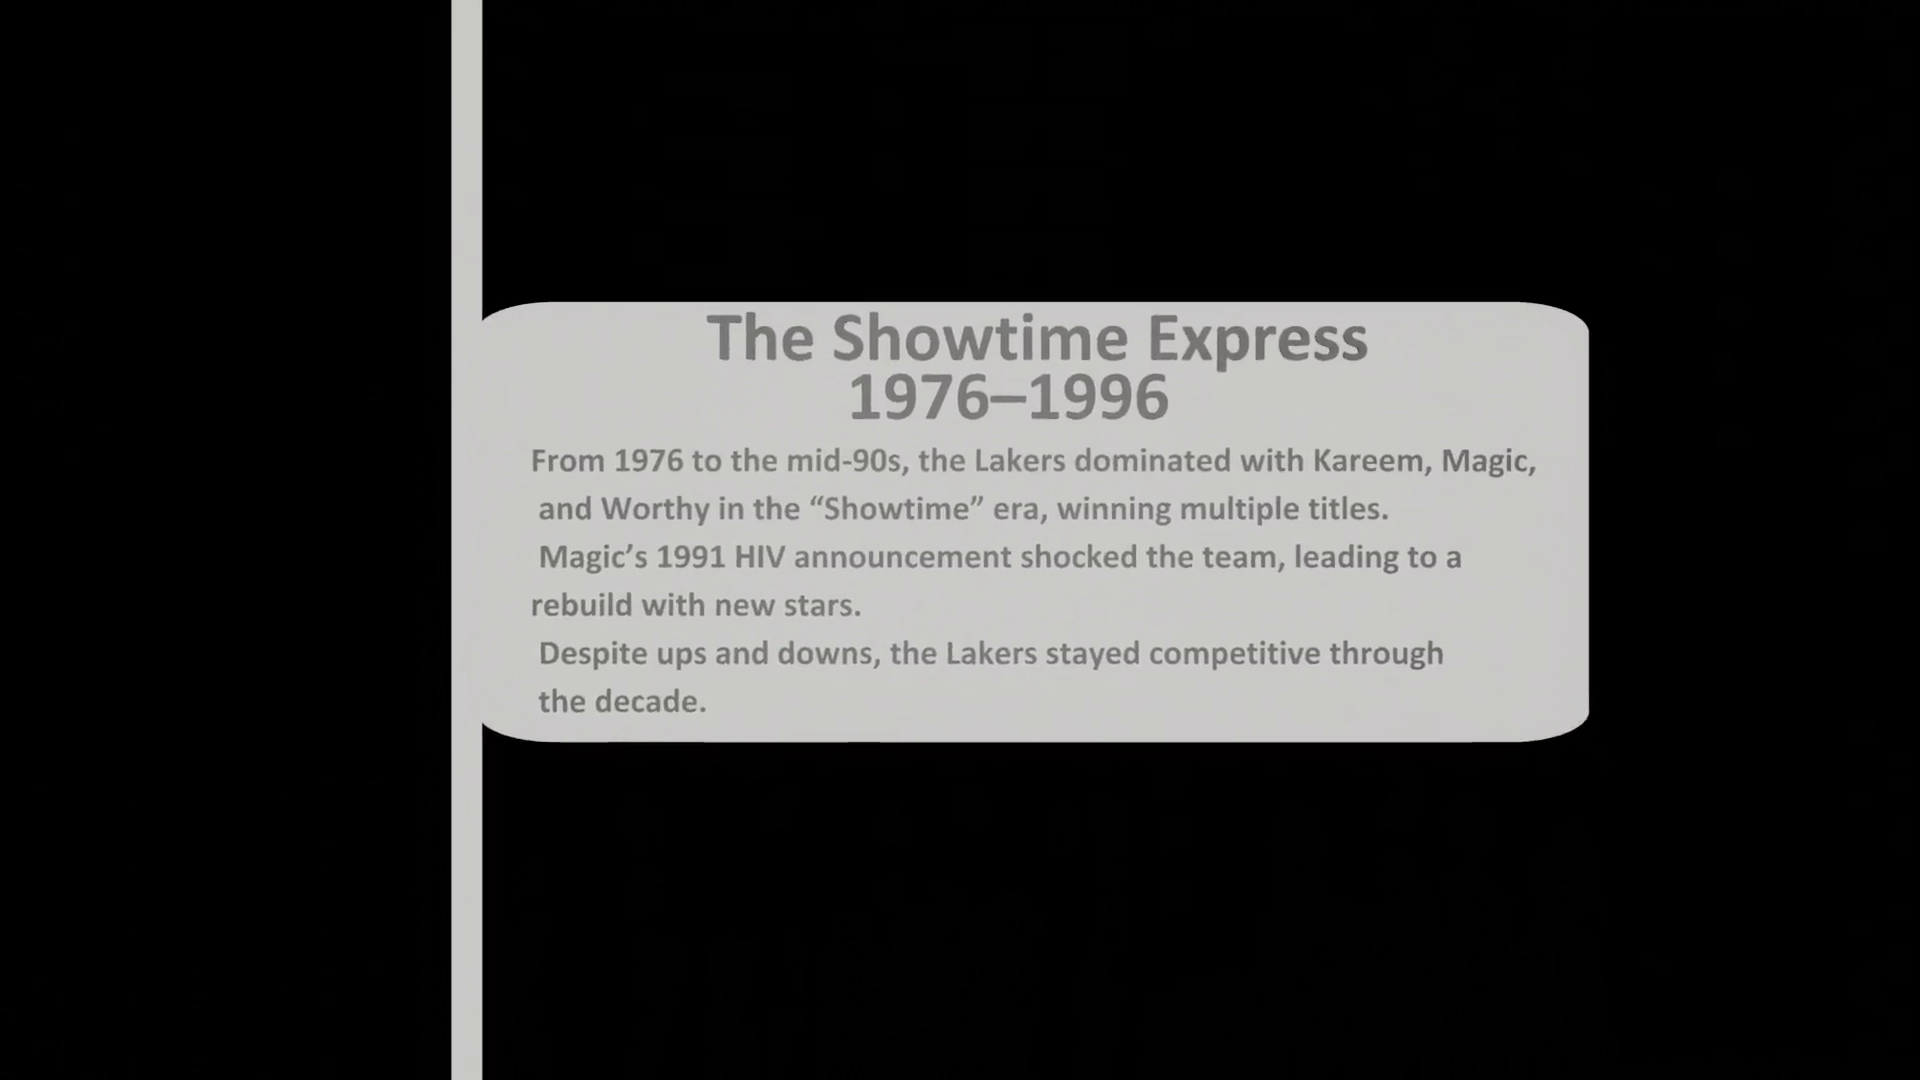 The Showtime Express
1976–1996
From 1976 to the mid-90s, the Lakers dominated with Kareem, Magic,
and Worthy in the “Showtime” era, winning multiple titles.
Magic’s 1991 HIV announcement shocked the team, leading to a
rebuild with new stars.
Despite ups and downs, the Lakers stayed competitive through
the decade.